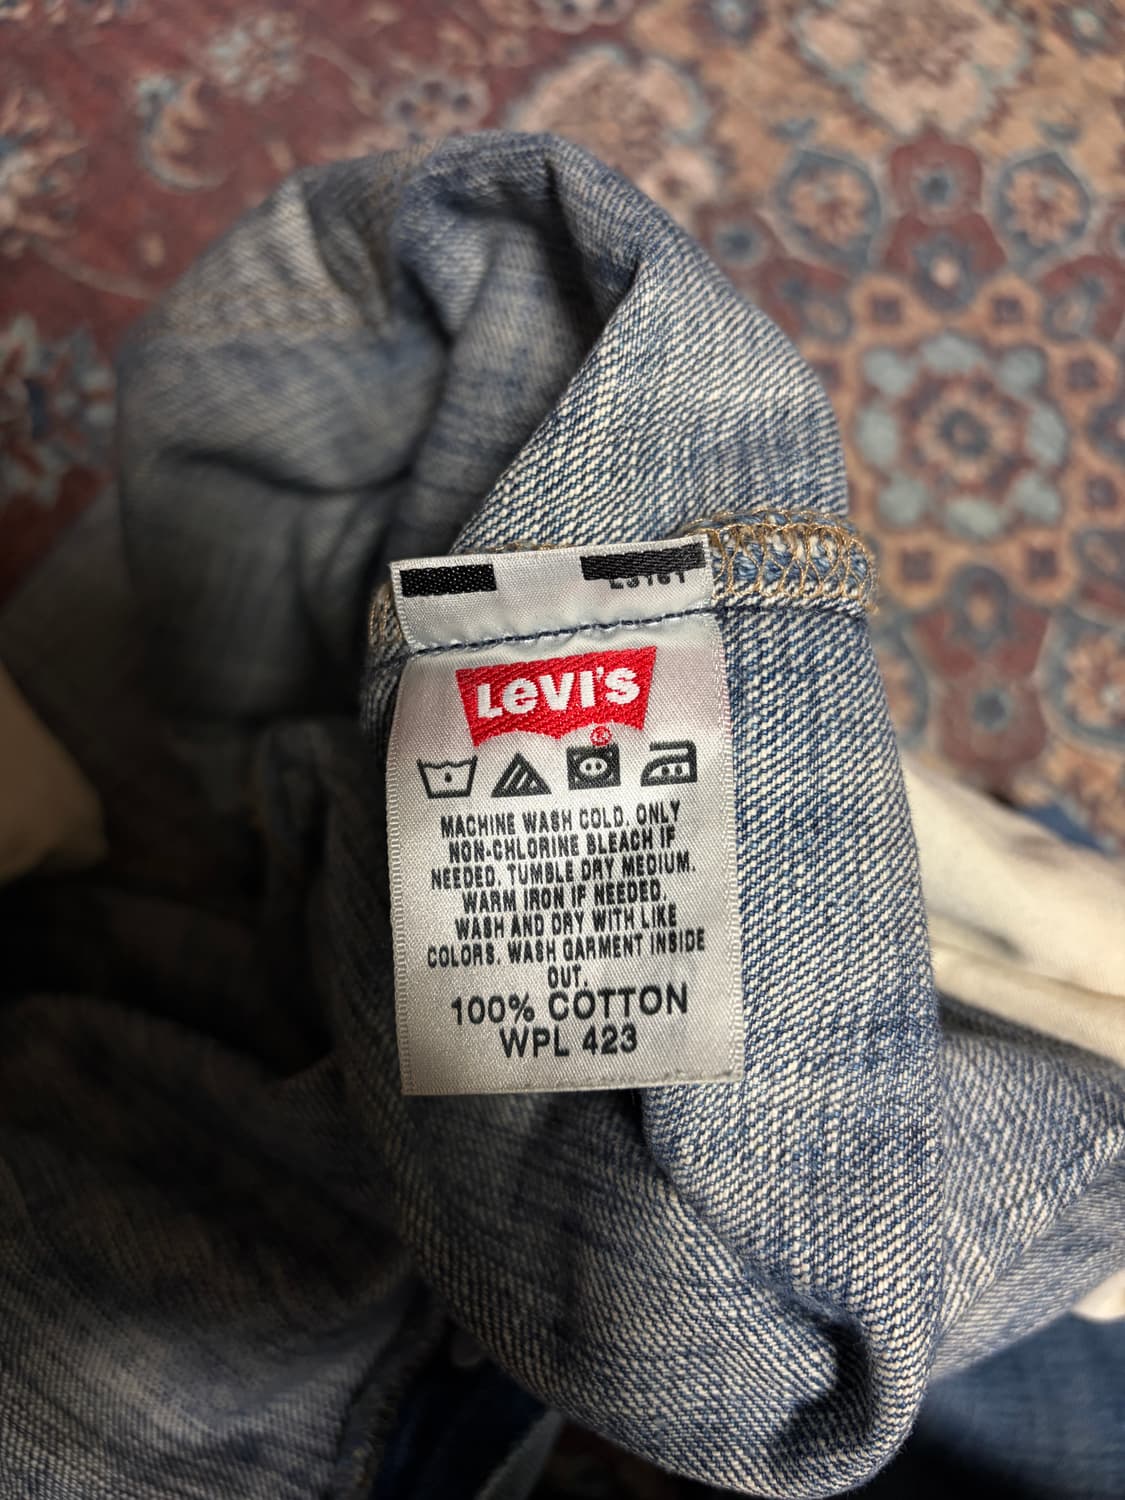 LEVI'S
®
MACHINE WASH COLD. ONLY
NON-CHLORINE BLEACH IF
NEEDED. TUMBLE DRY MEDIUM.
WARM IRON IF NEEDED.
WASH AND DRY WITH LIKE
COLORS. WASH GARMENT INSIDE
OUT.
100% COTTON
WPL 423